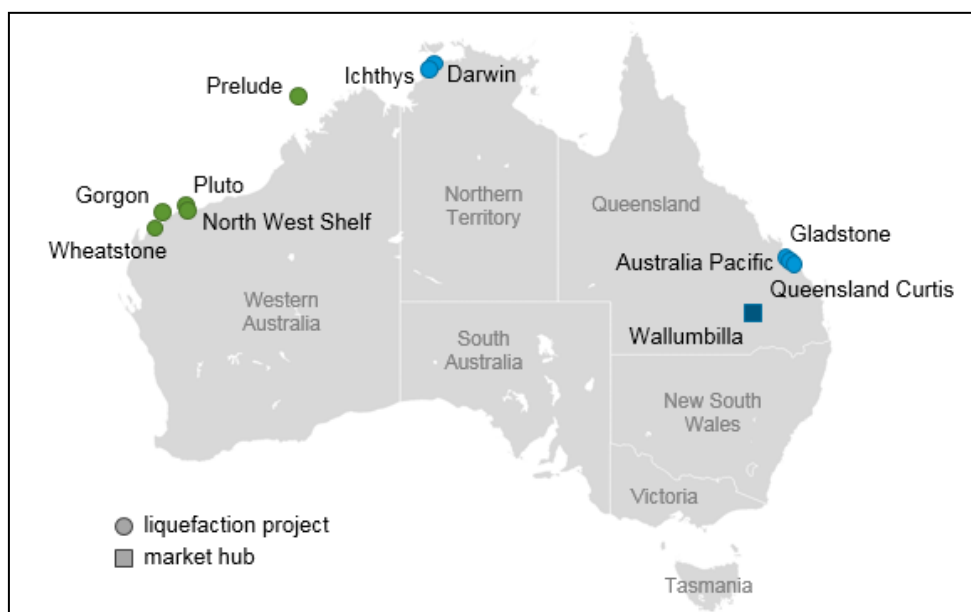 Ichthys
Darwin
Prelude
Gorgon
Pluto
North West Shelf
Wheatstone
Northern
Territory
Queensland
Gladstone
Australia Pacific
Queensland Curtis
Western
Australia
Wallumbilla
South
Australia
New South
Wales
Victoria
liquefaction project
market hub
Tasmania